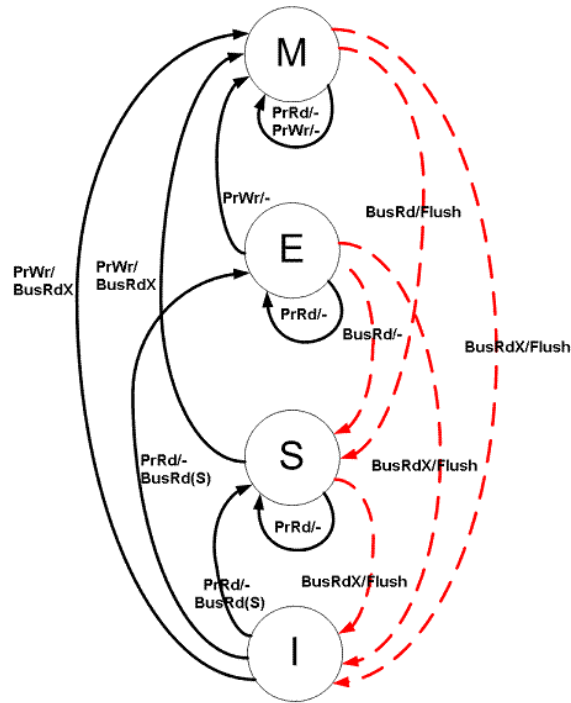 M
PrRd/-
PrWr/-
PrWr/-
BusRd/Flush
E
PrWr/
BusRdX
PrWr/
BusRdX
PrRd/-
BusRd/-
BusRdX/Flush
S
PrRd/-
BusRd(S)
BusRdX/Flush
PrRd/-
PrRd/-
BusRd(S)
BusRdX/Flush
I